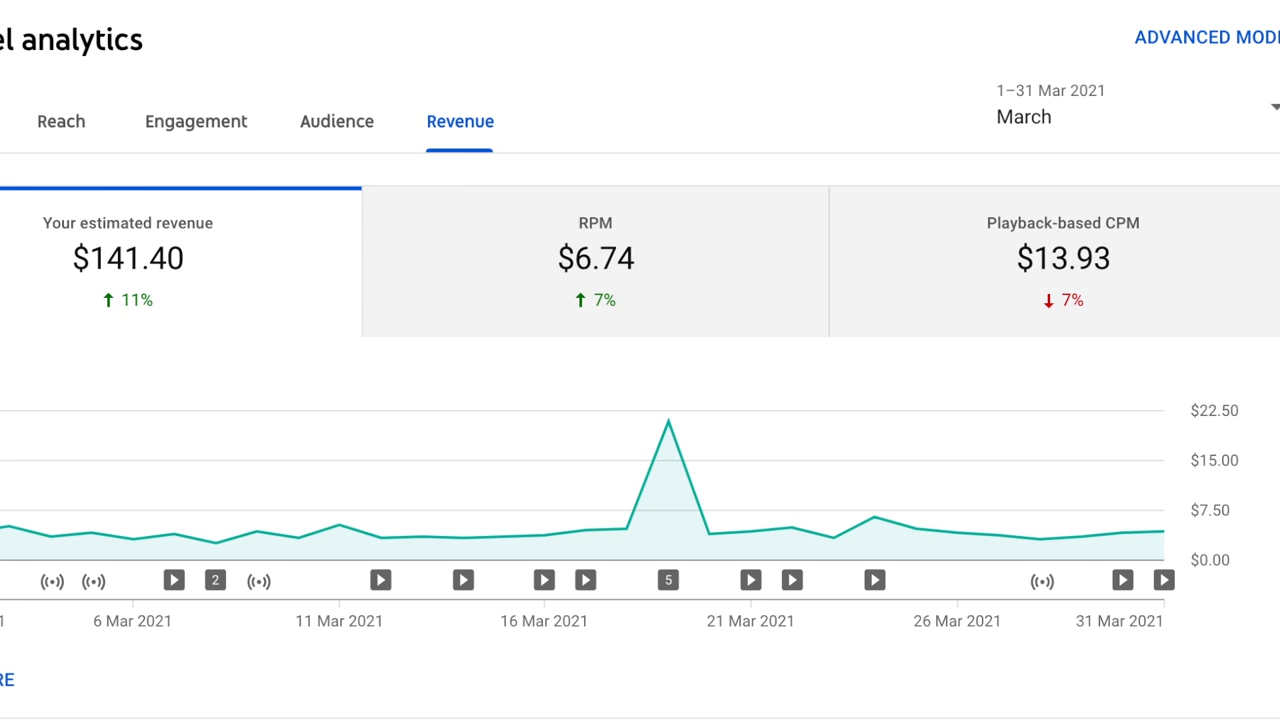 el analytics
ADVANCED MOD
Reach Engagement Audience Revenue
1–31 Mar 2021
March
Your estimated revenue
$141.40
11%
RPM
$6.74
7%
Playback-based CPM
$13.93
7%
$22.50
$15.00
$7.50
$0.00
2
5
1 6 Mar 2021 11 Mar 2021 16 Mar 2021 21 Mar 2021 26 Mar 2021 31 Mar 2021
RE